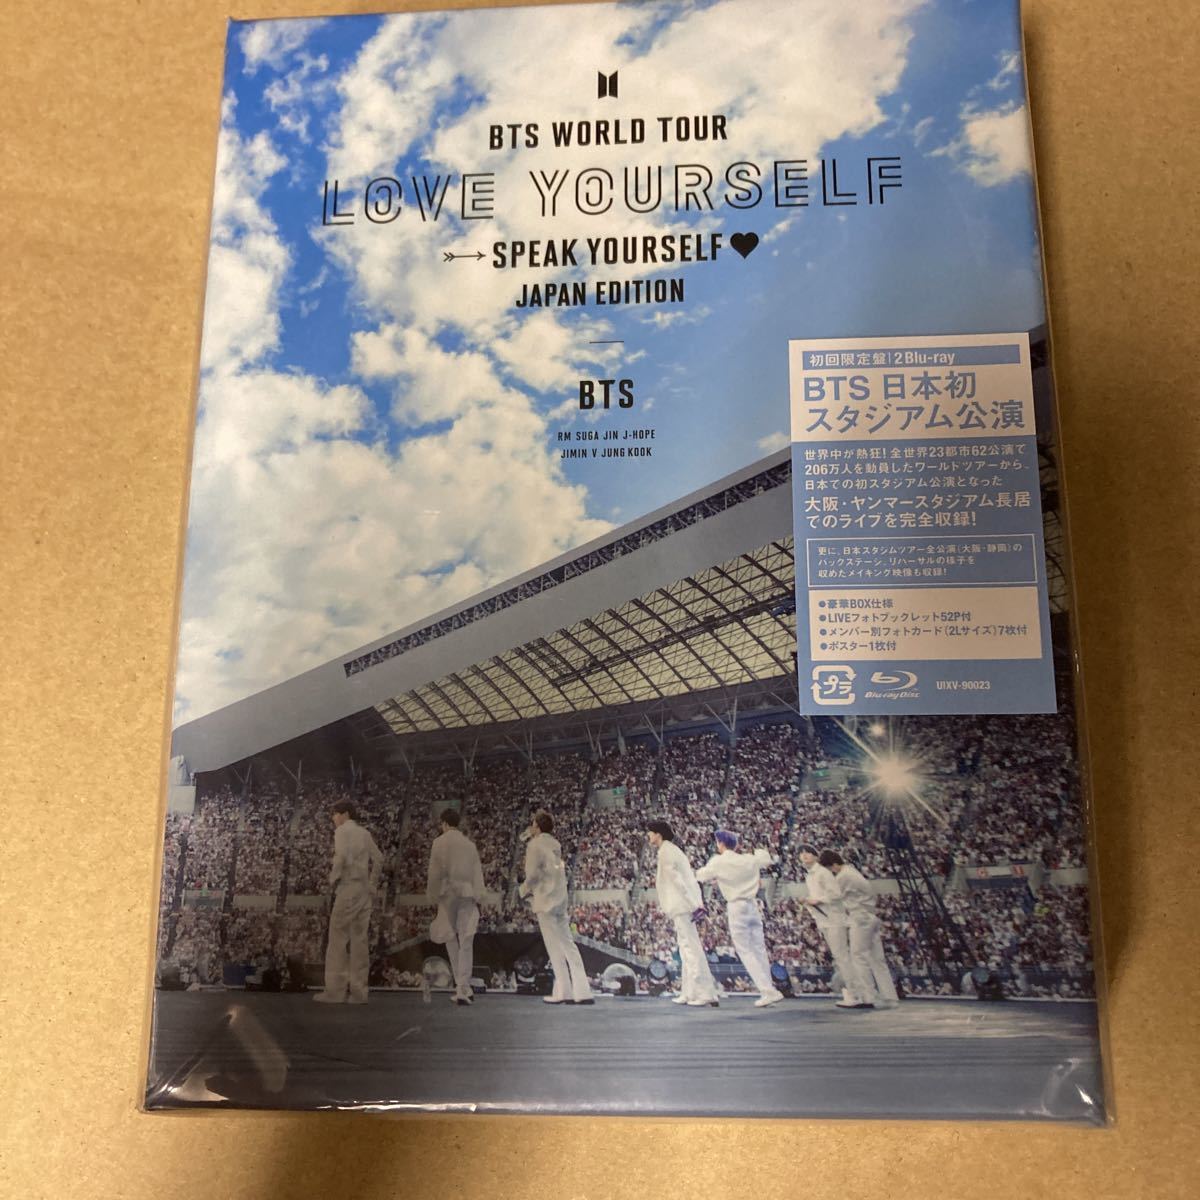 BTS WORLD TOUR
LOVE YOURSELF
SPEAK YOURSELF♥
JAPAN EDITION
BTS
RM SUGA JIN J-HOPE
JIMIN V JUNG KOOK
初回限定盤|2Blu-ray
BTS 日本初
スタジアム公演
世界中が熱狂!全世界23都市62公演で
206万人を動員したワールドツアーから、
日本での初スタジアム公演となった
大阪・ヤンマースタジアム長居
でのライブを完全収録!
更に、日本スタジムツアー全公演(大阪・静岡)の
バックステージ、リハーサルの様子を
収めたメイキング映像も収録!
●豪華BOX仕様
●LIVEフォトブックレット52P付
●メンバー別フォトカード(2Lサイズ)7枚付
●ポスター1枚付
プラ
Blu-ray Disc
UIXV-90023